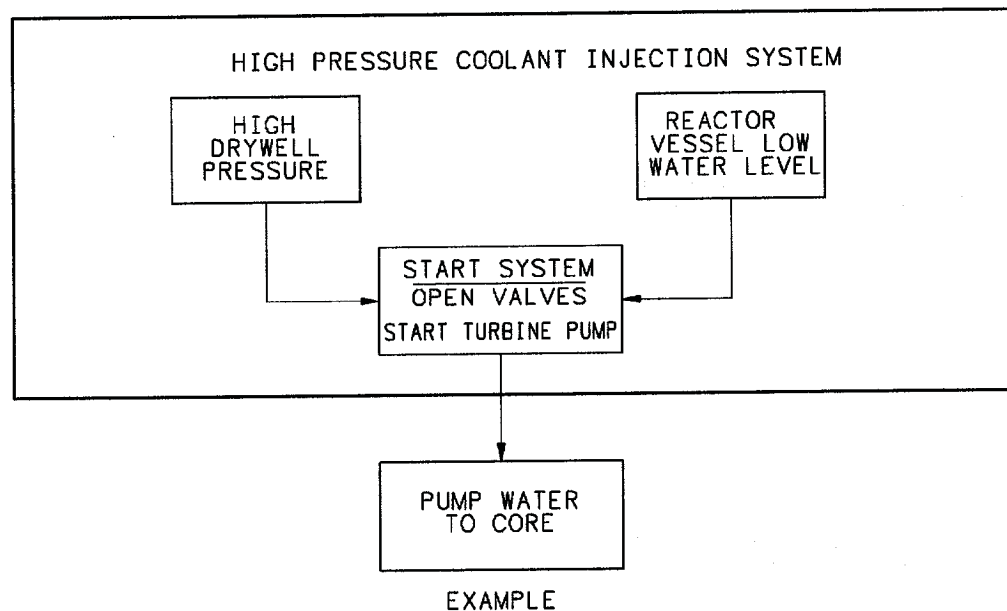 HIGH PRESSURE COOLANT INJECTION SYSTEM
HIGH
DRYWELL
PRESSURE
REACTOR
VESSEL LOW
WATER LEVEL
START SYSTEM
OPEN VALVES
START TURBINE PUMP
PUMP WATER
TO CORE
EXAMPLE